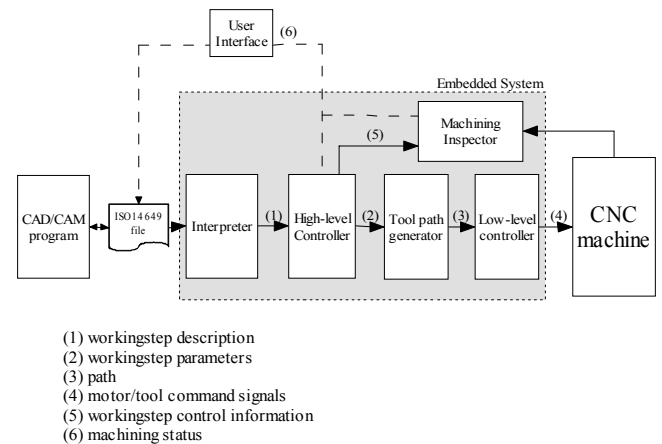 User
Interface
(6)
Embedded System
Machining
Inspector
(5)
CAD/CAM
program
ISO14649
file
Interpreter
(1)
High-level
Controller
(2)
Tool path
generator
(3)
Low-level
controller
(4)
CNC
machine
(1) workingstep description
(2) workingstep parameters
(3) path
(4) motor/tool command signals
(5) workingstep control information
(6) machining status